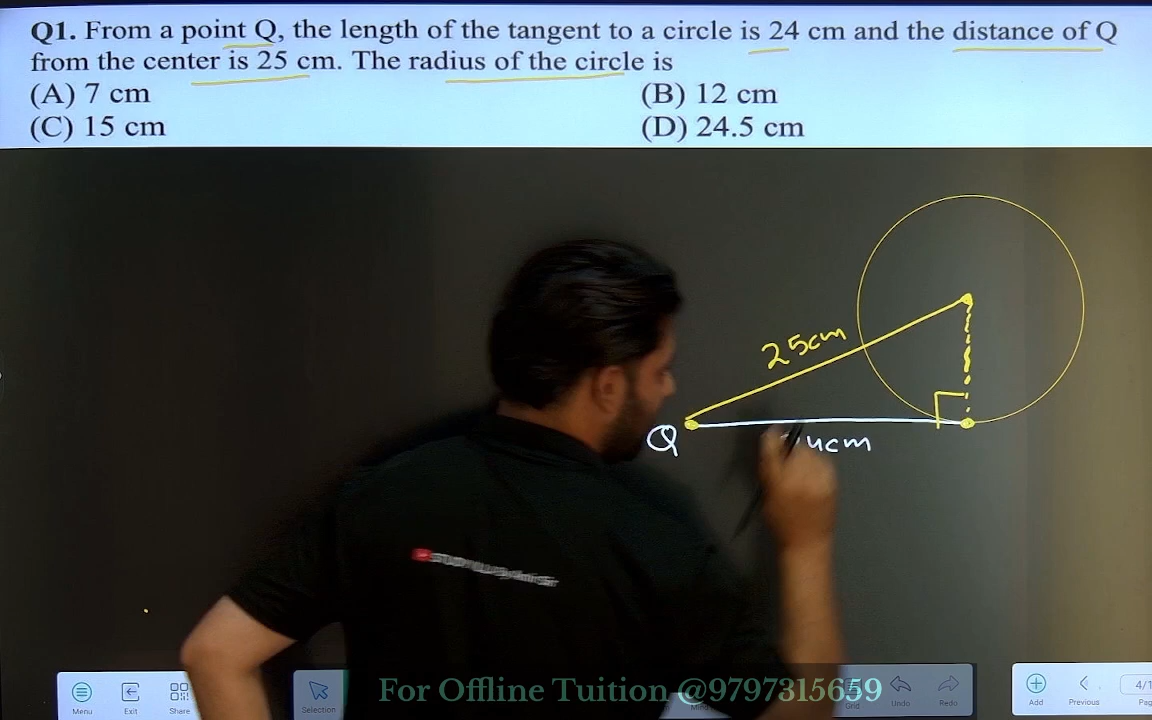 Q1. From a point Q, the length of the tangent to a circle is 24 cm and the distance of Q
from the center is 25 cm. The radius of the circle is
(A) 7 cm (B) 12 cm
(C) 15 cm (D) 24.5 cm
25cm
Q
4cm
For Offline Tuition @9797315659
Menu Exit Share Selection Undo Redo Add Previous
4/1